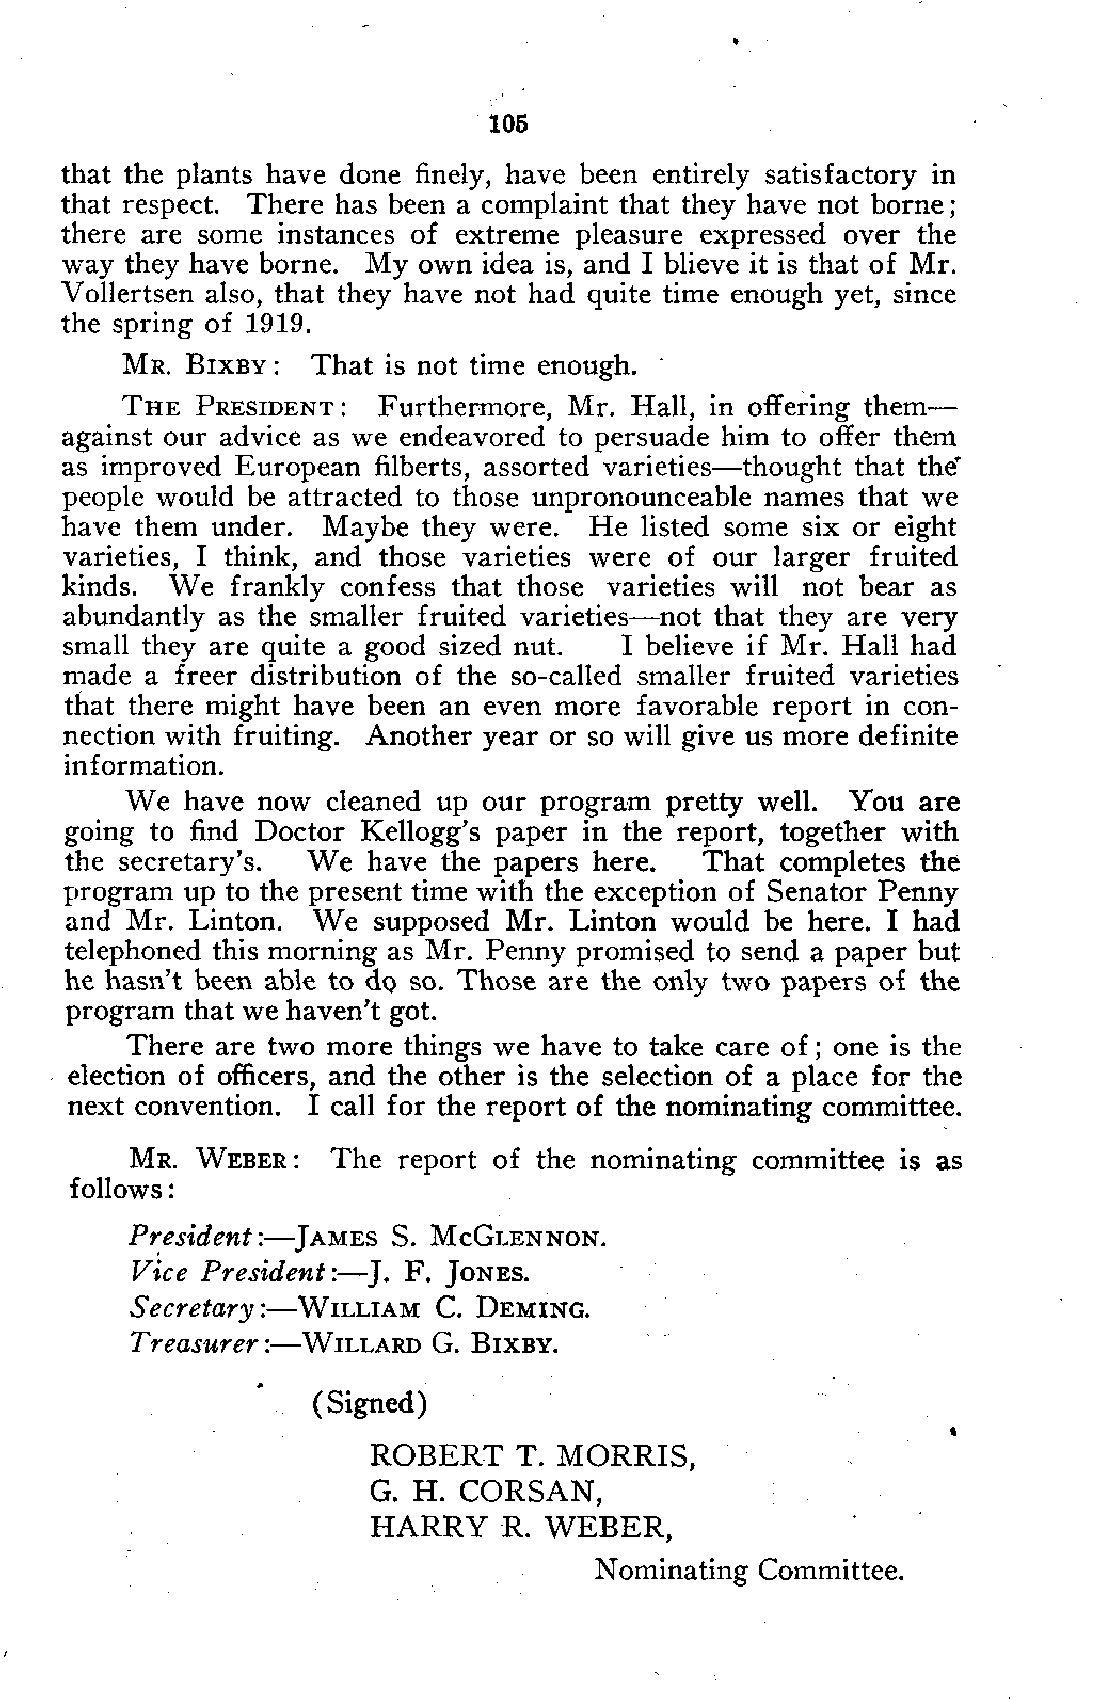 105
that the plants have done finely, have been entirely satisfactory in
that respect. There has been a complaint that they have not borne;
there are some instances of extreme pleasure expressed over the
way they have borne. My own idea is, and I blieve it is that of Mr.
Vollertsen also, that they have not had quite time enough yet, since
the spring of 1919.
MR. BIXBY: That is not time enough.
THE PRESIDENT: Furthermore, Mr. Hall, in offering them—
against our advice as we endeavored to persuade him to offer them
as improved European filberts, assorted varieties—thought that the
people would be attracted to those unpronounceable names that we
have them under. Maybe they were. He listed some six or eight
varieties, I think, and those varieties were of our larger fruited
kinds. We frankly confess that those varieties will not bear as
abundantly as the smaller fruited varieties—not that they are very
small they are quite a good sized nut. I believe if Mr. Hall had
made a freer distribution of the so-called smaller fruited varieties
that there might have been an even more favorable report in con-
nection with fruiting. Another year or so will give us more definite
information.
We have now cleaned up our program pretty well. You are
going to find Doctor Kellogg's paper in the report, together with
the secretary's. We have the papers here. That completes the
program up to the present time with the exception of Senator Penny
and Mr. Linton. We supposed Mr. Linton would be here. I had
telephoned this morning as Mr. Penny promised to send a paper but
he hasn't been able to do so. Those are the only two papers of the
program that we haven't got.
There are two more things we have to take care of; one is the
election of officers, and the other is the selection of a place for the
next convention. I call for the report of the nominating committee.
MR. WEBER: The report of the nominating committee is as
follows:
President:—JAMES S. McGLENNON.
Vice President:—J. F. JONES.
Secretary:—WILLIAM C. DEMING.
Treasurer:—WILLARD G. BIXBY.
(Signed)
ROBERT T. MORRIS,
G. H. CORSAN,
HARRY R. WEBER,
Nominating Committee.